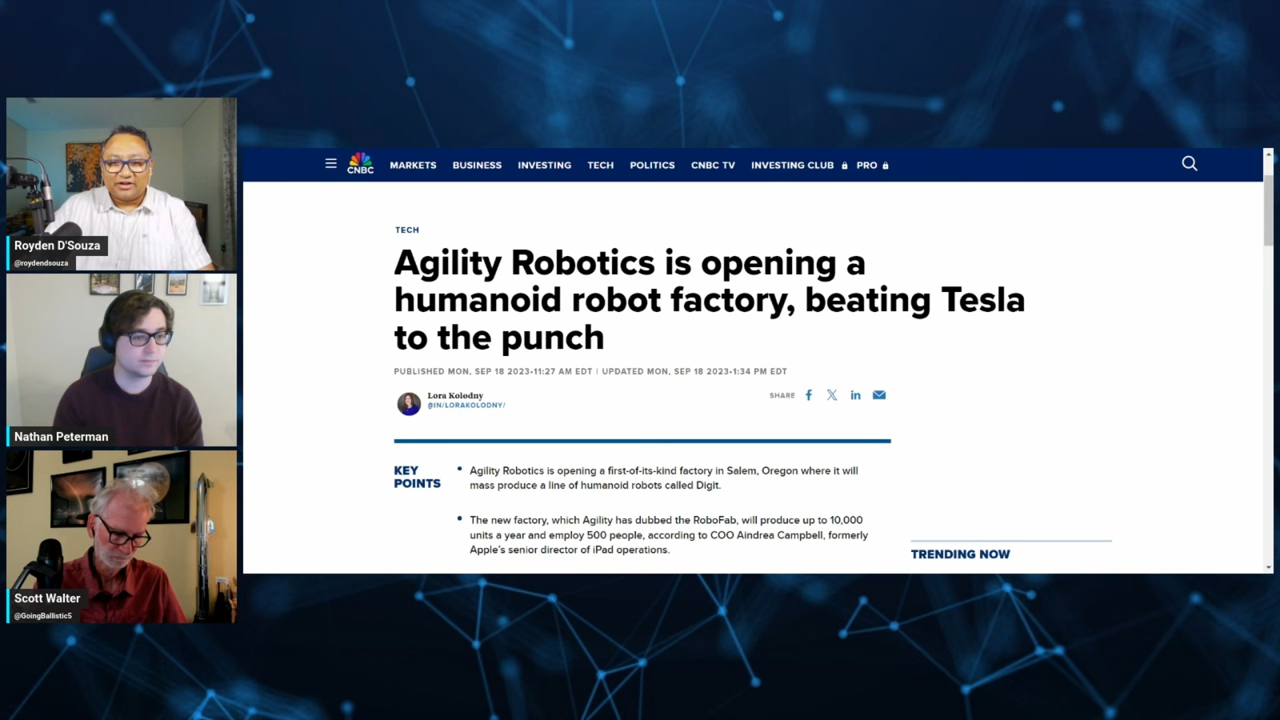 Royden D'Souza
@roydendsouza
Nathan Peterman
Scott Walter
@GoingBallistic5
CNBC
MARKETS BUSINESS INVESTING TECH POLITICS CNBC TV INVESTING CLUB PRO
TECH
Agility Robotics is opening a
humanoid robot factory, beating Tesla
to the punch
PUBLISHED MON, SEP 18 2023•11:27 AM EDT | UPDATED MON, SEP 18 2023•1:34 PM EDT
Lora Kolodny
@IN/LORAKOLODNY/
SHARE
KEY
POINTS
• Agility Robotics is opening a first-of-its-kind factory in Salem, Oregon where it will
mass produce a line of humanoid robots called Digit.
• The new factory, which Agility has dubbed the RoboFab, will produce up to 10,000
units a year and employ 500 people, according to COO Aindrea Campbell, formerly
Apple's senior director of iPad operations.
TRENDING NOW